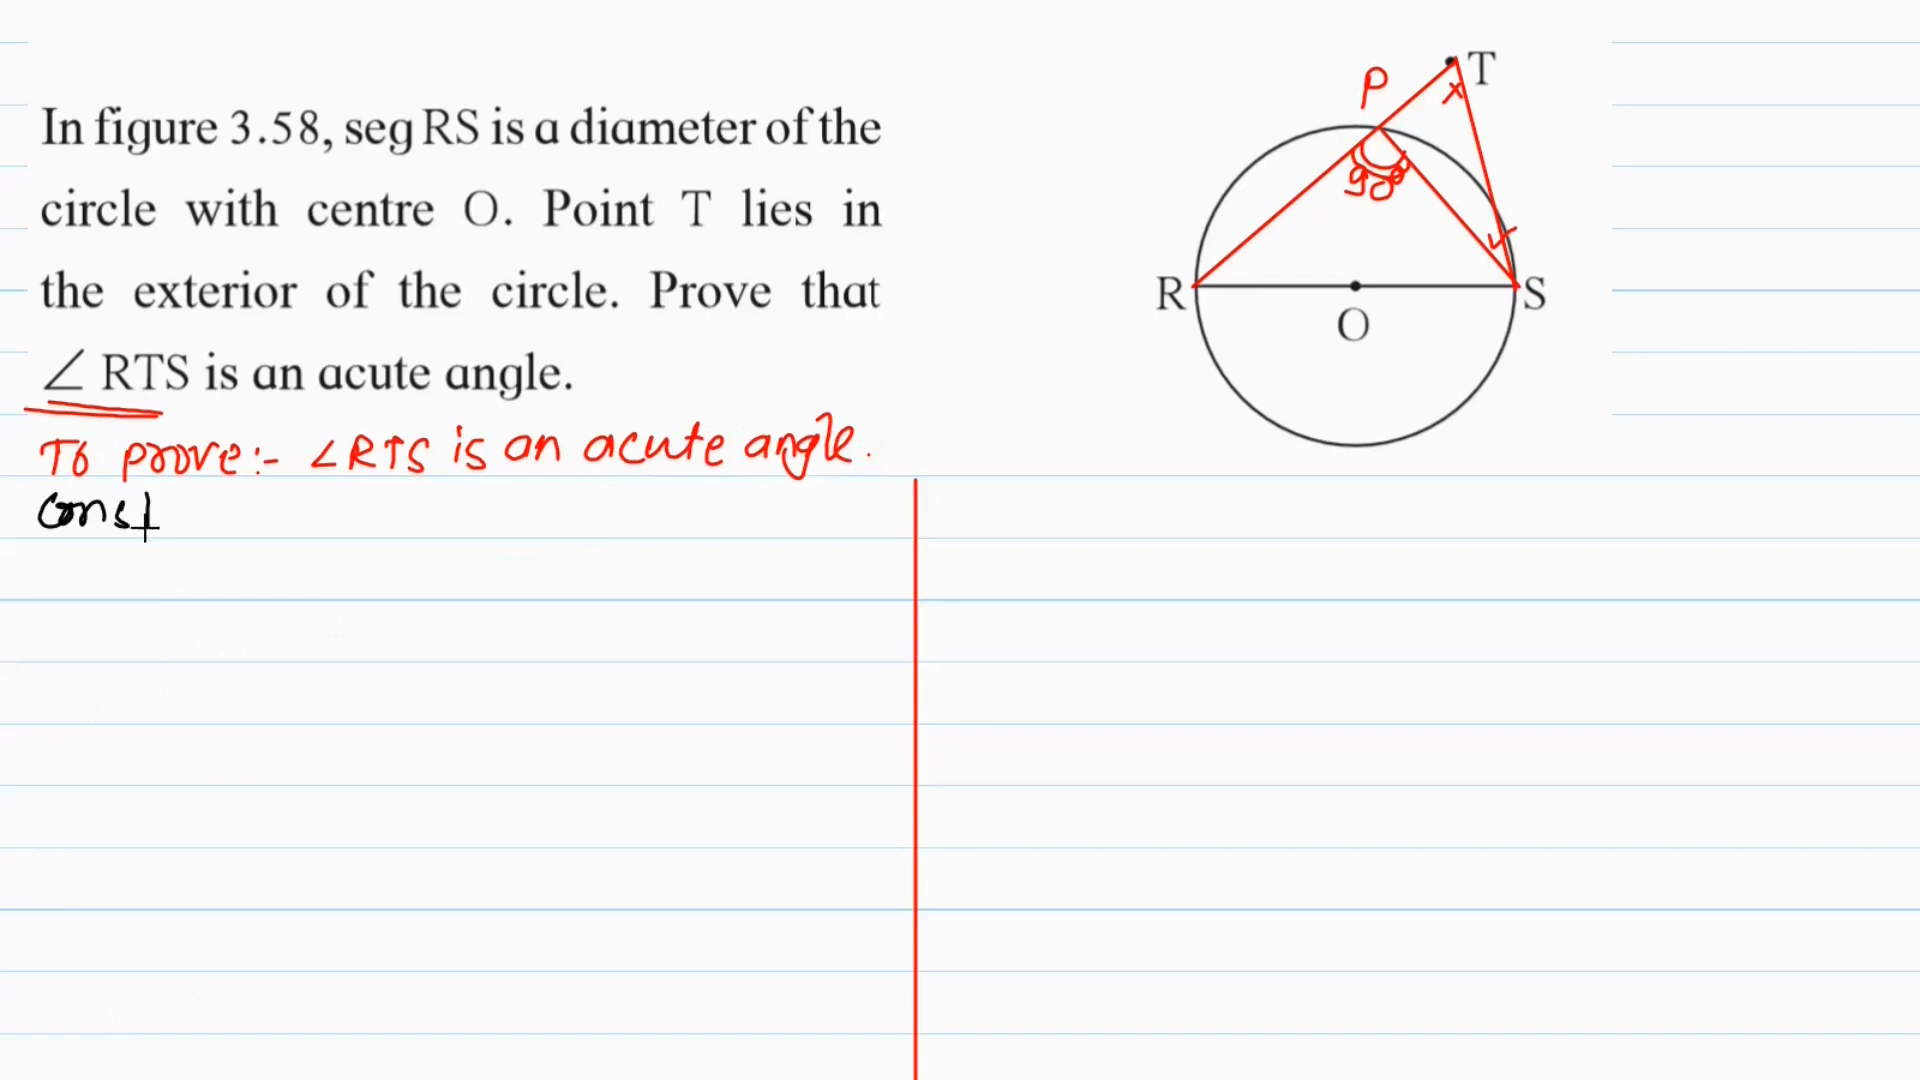 In figure 3.58, seg RS is a diameter of the
circle with centre O. Point T lies in
the exterior of the circle. Prove that
∠ RTS is an acute angle.
To prove:- ∠RTS is an acute angle.
const
T
P
x
90°
R
S
O